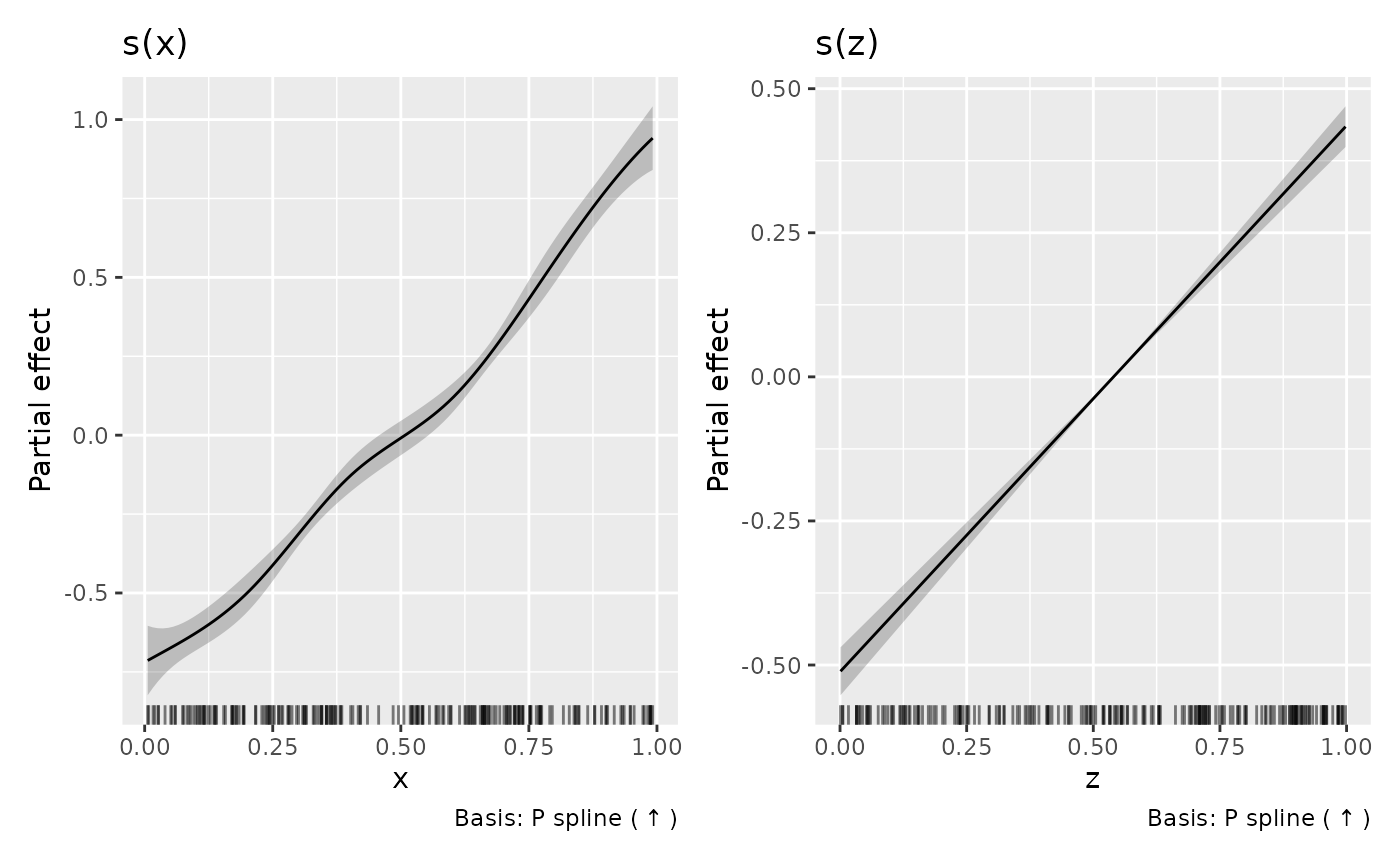 s(x)
1.0
0.5
0.0
-0.5
Partial effect
0.00 0.25 0.50 0.75 1.00
x
Basis: P spline ( ↑ )
s(z)
0.50
0.25
0.00
-0.25
-0.50
Partial effect
0.00 0.25 0.50 0.75 1.00
z
Basis: P spline ( ↑ )